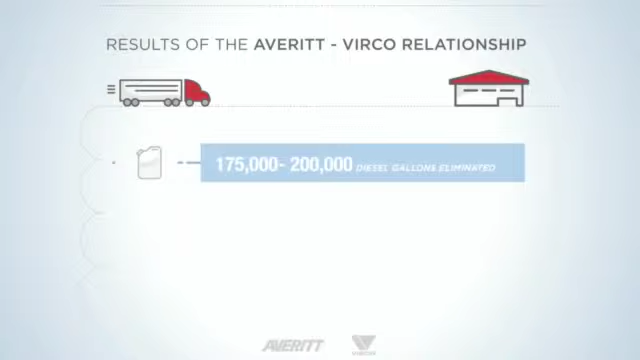 RESULTS OF THE AVERITT - VIRCO RELATIONSHIP
175,000- 200,000 DIESEL GALLONS ELIMINATED
AVERITT